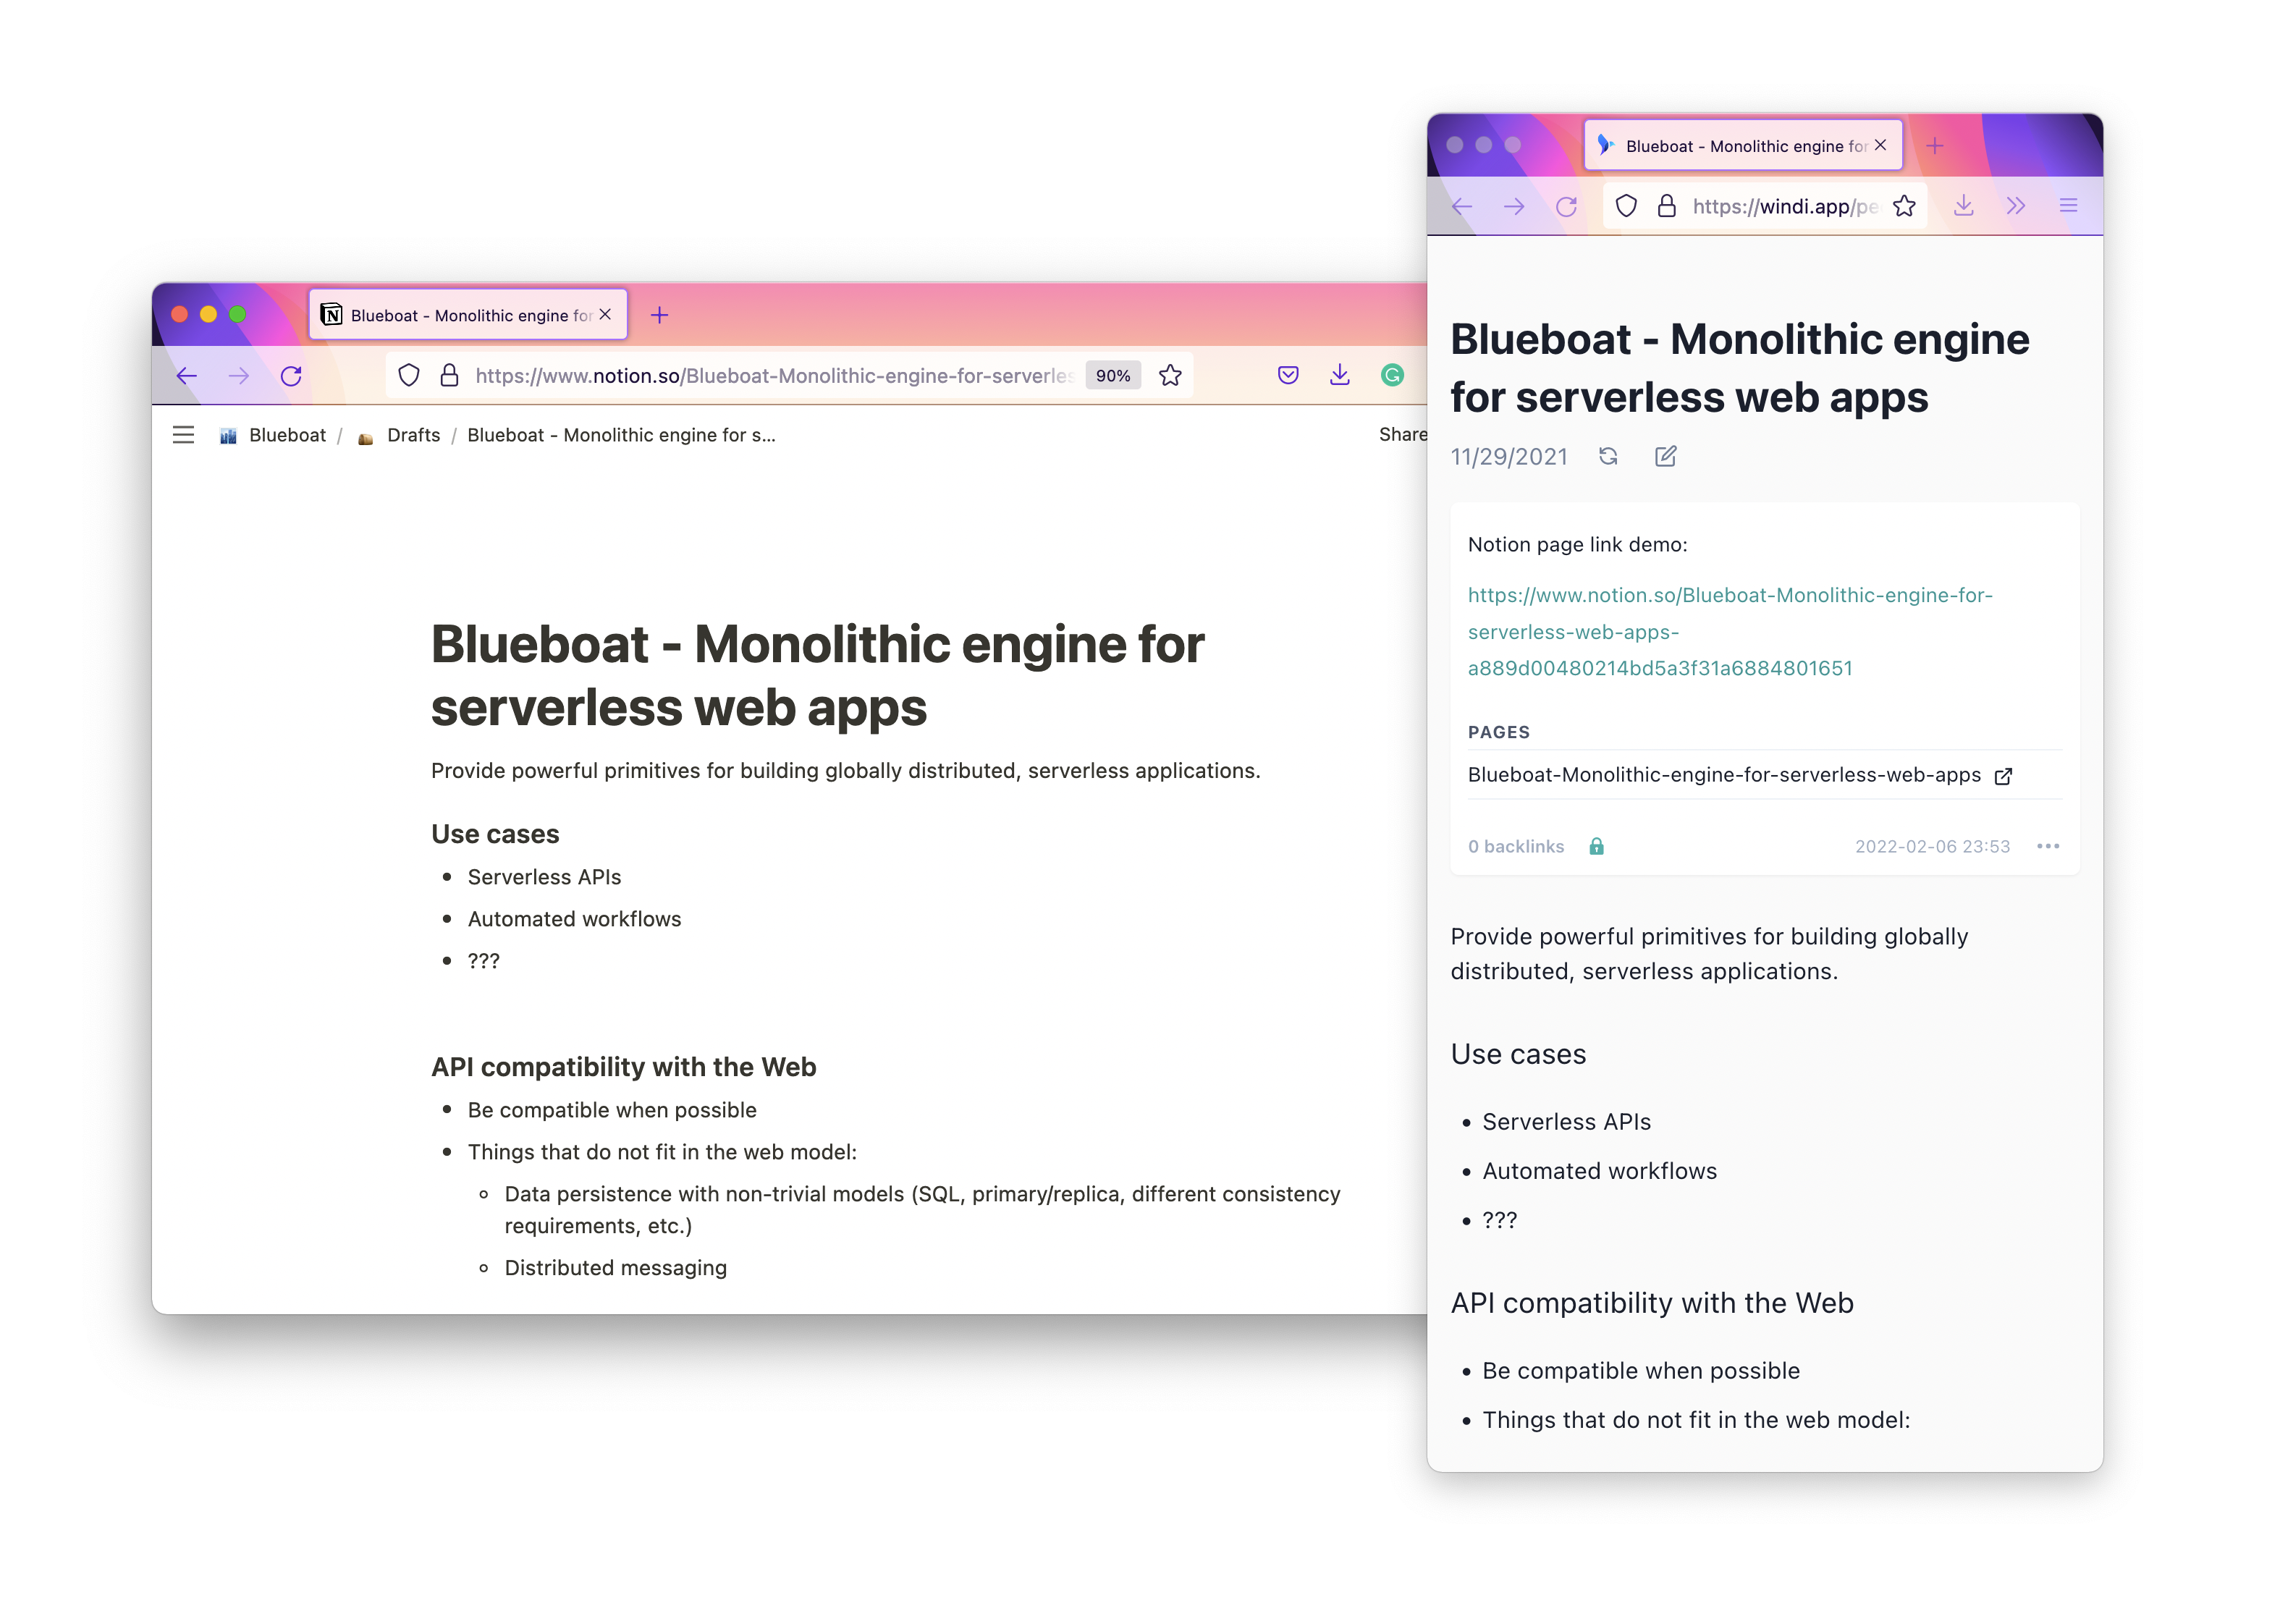 Blueboat - Monolithic engine for
https://www.notion.so/Blueboat-Monolithic-engine-for-serverles
90%
Blueboat / Drafts / Blueboat - Monolithic engine for s...
Share
Blueboat - Monolithic engine for
serverless web apps
Provide powerful primitives for building globally distributed, serverless applications.
Use cases
• Serverless APIs
• Automated workflows
• ???
API compatibility with the Web
• Be compatible when possible
• Things that do not fit in the web model:
◦ Data persistence with non-trivial models (SQL, primary/replica, different consistency
requirements, etc.)
◦ Distributed messaging
Blueboat - Monolithic engine for
https://windi.app/pe
Blueboat - Monolithic engine
for serverless web apps
11/29/2021
Notion page link demo:
https://www.notion.so/Blueboat-Monolithic-engine-for-
serverless-web-apps-
a889d00480214bd5a3f31a6884801651
PAGES
Blueboat-Monolithic-engine-for-serverless-web-apps
0 backlinks
2022-02-06 23:53
Provide powerful primitives for building globally
distributed, serverless applications.
Use cases
• Serverless APIs
• Automated workflows
• ???
API compatibility with the Web
• Be compatible when possible
• Things that do not fit in the web model: